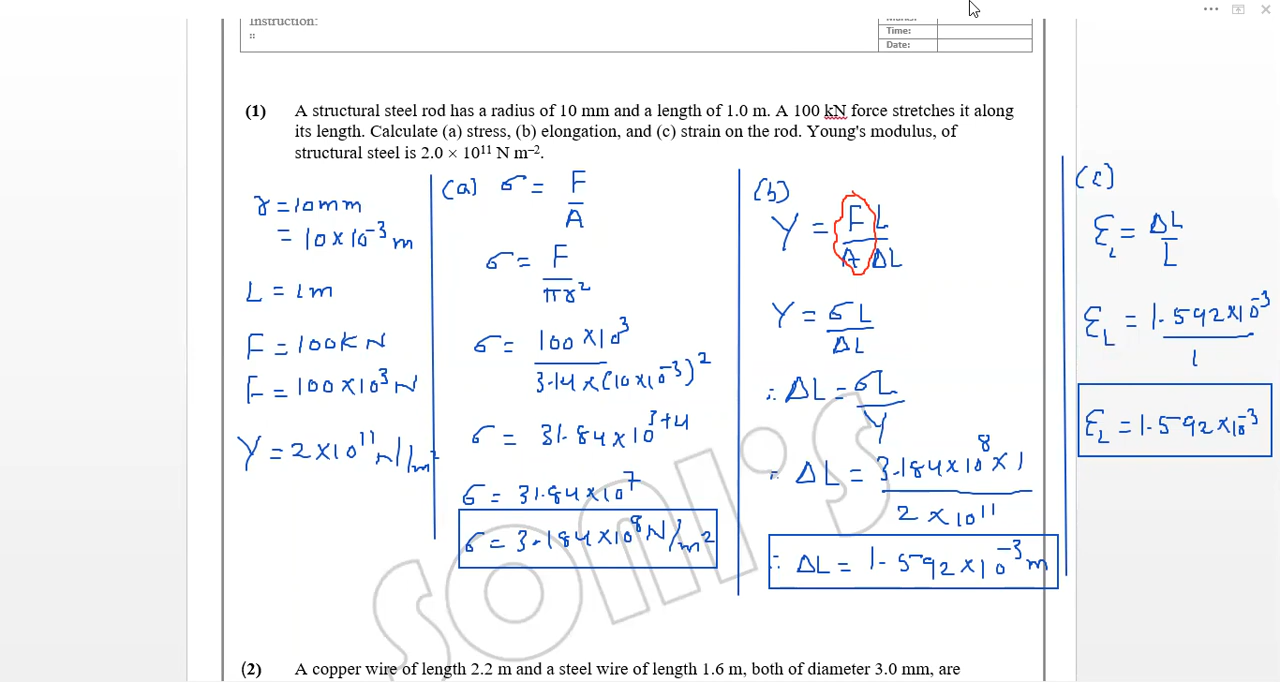 Instruction:
::
Time:
Date:
(1) A structural steel rod has a radius of 10 mm and a length of 1.0 m. A 100 kN force stretches it along
its length. Calculate (a) stress, (b) elongation, and (c) strain on the rod. Young's modulus, of
structural steel is 2.0 × 10¹¹ N m⁻².
r = 10mm
= 10 × 10⁻³ m
L = 1m
F = 100KN
F = 100×10³ N
Y = 2×10¹¹ N/m²
(a) σ = F/A
σ = F/πr²
σ = 100×10³/3.14×(10×10⁻³)²
σ = 31.84×10³⁺⁴
σ = 31.84×10⁷
σ = 3.184×10⁸ N/m²
(b)
Y = FL/AΔL
Y = σL/ΔL
∴ ΔL = σL/Y
∴ ΔL = 3.184×10⁸×1/2×10¹¹
∴ ΔL = 1.592×10⁻³ m
(c)
Ɛ_L = ΔL/L
Ɛ_L = 1.592×10⁻³/1
Ɛ_L = 1.592×10⁻³
SONI'S
(2) A copper wire of length 2.2 m and a steel wire of length 1.6 m, both of diameter 3.0 mm, are